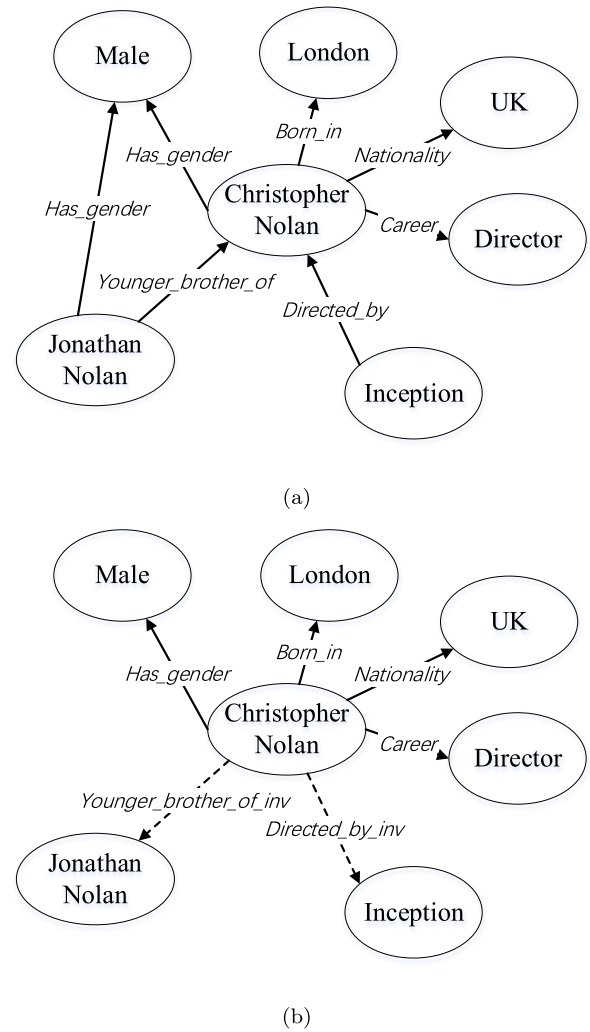 Male
London
UK
Born_in
Has_gender
Nationality
Christopher
Nolan
Has_gender
Career
Director
Younger_brother_of
Directed_by
Jonathan
Nolan
Inception
(a)
Male
London
UK
Born_in
Has_gender
Nationality
Christopher
Nolan
Career
Director
Younger_brother_of_inv
Directed_by_inv
Jonathan
Nolan
Inception
(b)